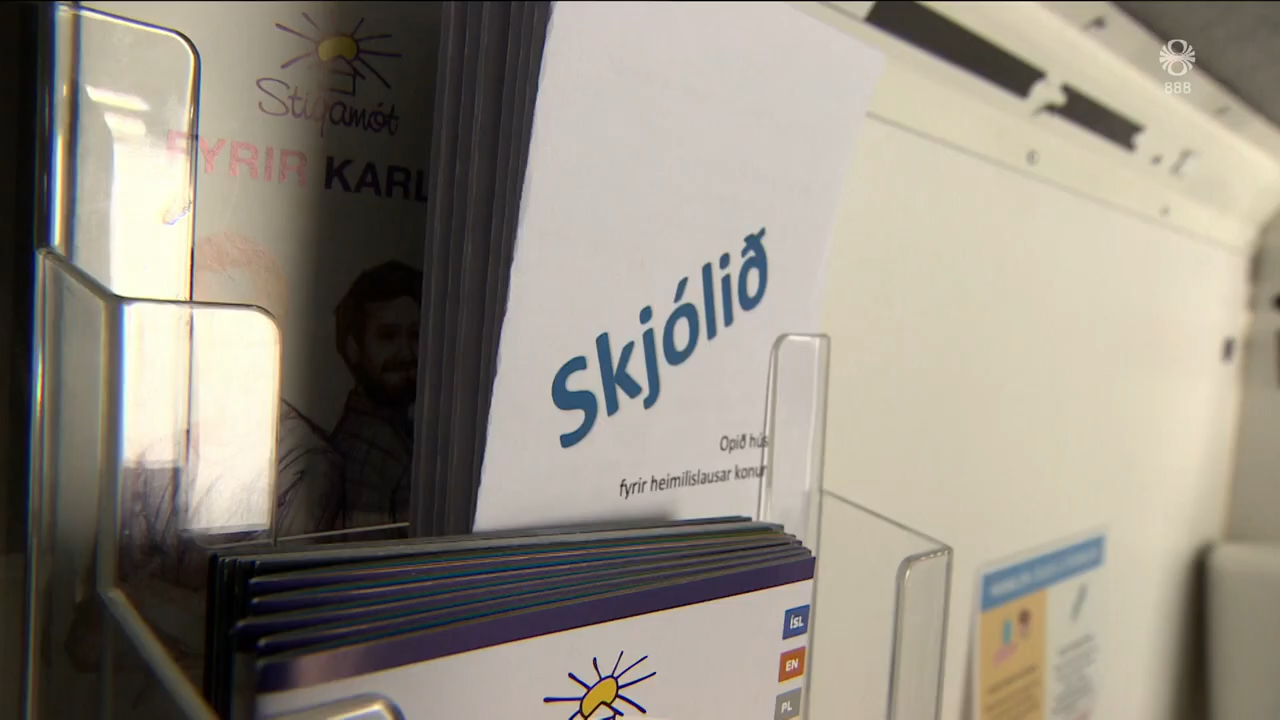 Stígamót
FYRIR KARL
888
Skjólið
Opið hús
fyrir heimilislausar konur
ÍSL
EN
PL